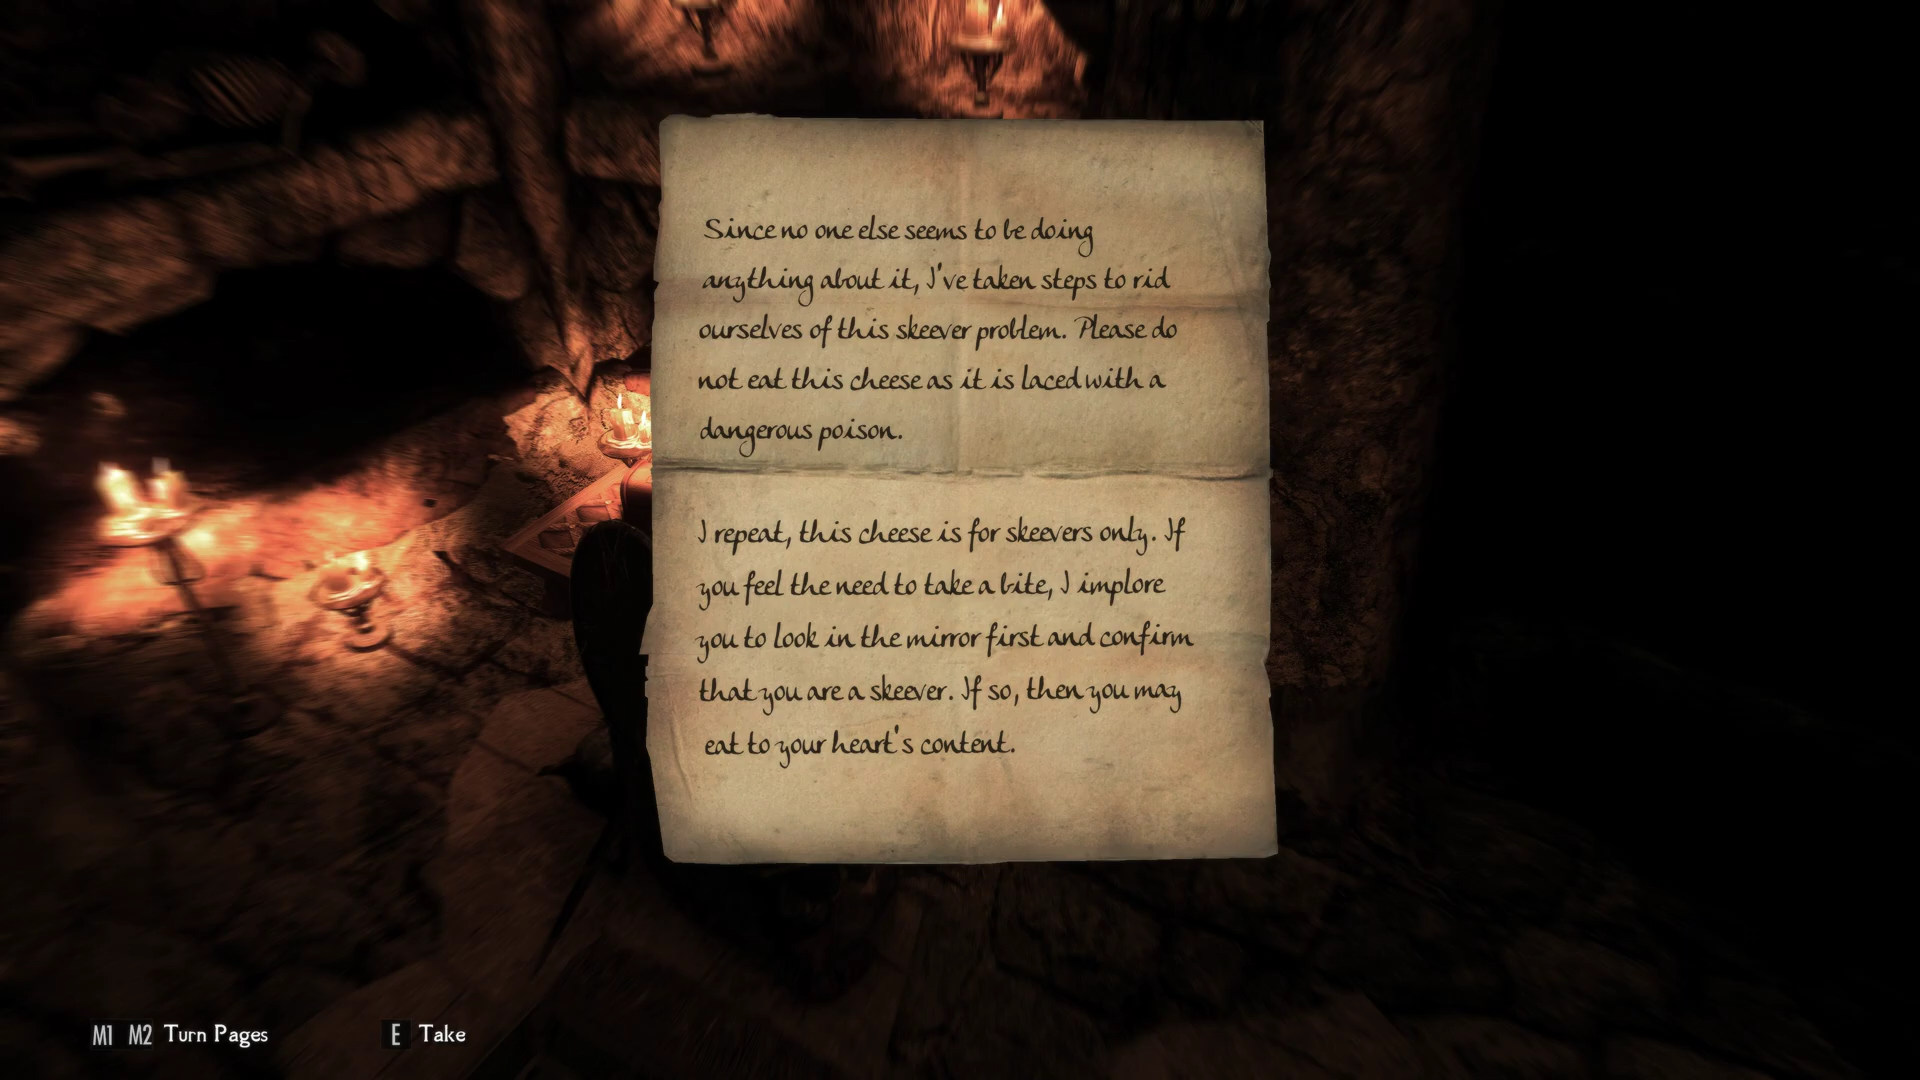 Since no one else seems to be doing
anything about it, I've taken steps to rid
ourselves of this skeever problem. Please do
not eat this cheese as it is laced with a
dangerous poison.
I repeat, this cheese is for skeevers only. If
you feel the need to take a bite, I implore
you to look in the mirror first and confirm
that you are a skeever. If so, then you may
eat to your heart's content.
M1 M2 Turn Pages E Take